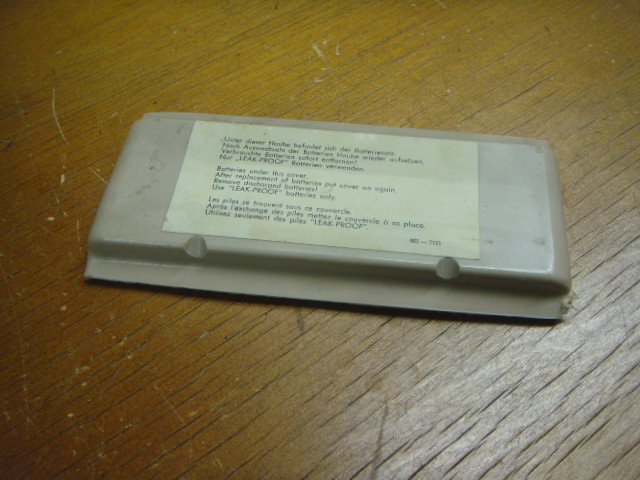 Unter dieser Haube befindet sich der Batteriesatz.
Nach Auswechseln der Batterien Haube wieder aufsetzen.
Verbrauchte Batterien sofort entfernen!
Nur „LEAK-PROOF" Batterien verwenden.
Batteries under this cover.
After replacement of batteries put cover on again.
Remove discharged batteries!
Use "LEAK-PROOF" batteries only.
Les piles se trouvent sous ce couvercle.
Après l'exchange des piles mettez le couvercle à sa place.
Utilisez seulement des piles "LEAK-PROOF"